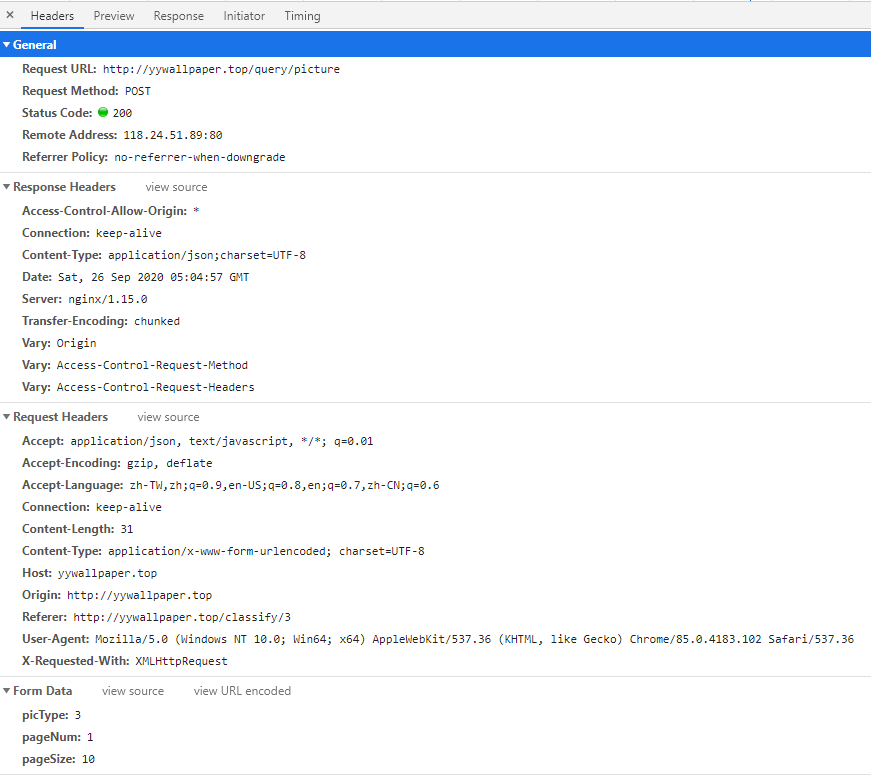 × Headers Preview Response Initiator Timing
▼ General
Request URL: http://yywallpaper.top/query/picture
Request Method: POST
Status Code: 200
Remote Address: 118.24.51.89:80
Referrer Policy: no-referrer-when-downgrade
▼ Response Headers view source
Access-Control-Allow-Origin: *
Connection: keep-alive
Content-Type: application/json;charset=UTF-8
Date: Sat, 26 Sep 2020 05:04:57 GMT
Server: nginx/1.15.0
Transfer-Encoding: chunked
Vary: Origin
Vary: Access-Control-Request-Method
Vary: Access-Control-Request-Headers
▼ Request Headers view source
Accept: application/json, text/javascript, */*; q=0.01
Accept-Encoding: gzip, deflate
Accept-Language: zh-TW,zh;q=0.9,en-US;q=0.8,en;q=0.7,zh-CN;q=0.6
Connection: keep-alive
Content-Length: 31
Content-Type: application/x-www-form-urlencoded; charset=UTF-8
Host: yywallpaper.top
Origin: http://yywallpaper.top
Referer: http://yywallpaper.top/classify/3
User-Agent: Mozilla/5.0 (Windows NT 10.0; Win64; x64) AppleWebKit/537.36 (KHTML, like Gecko) Chrome/85.0.4183.102 Safari/537.36
X-Requested-With: XMLHttpRequest
▼ Form Data view source view URL encoded
picType: 3
pageNum: 1
pageSize: 10